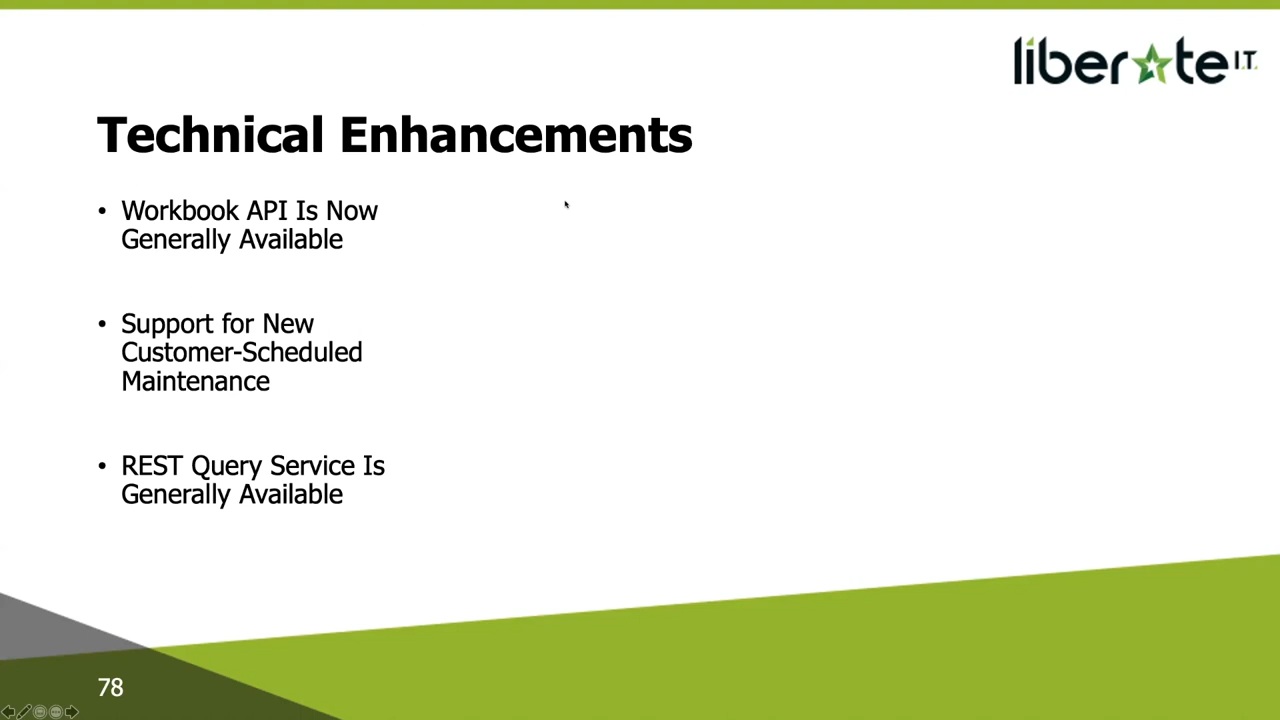 liberate I.T.
Technical Enhancements
• Workbook API Is Now
Generally Available
• Support for New
Customer-Scheduled
Maintenance
• REST Query Service Is
Generally Available
78